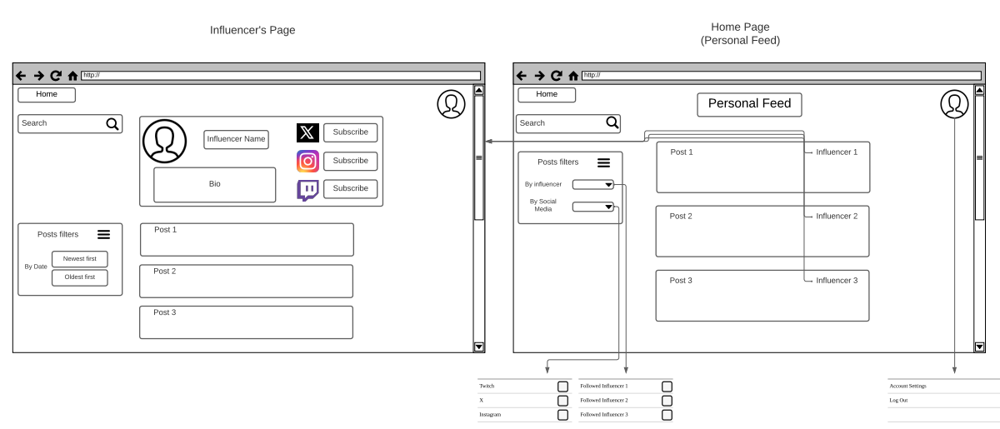 Influencer's Page
http://
Home
Search
Influencer Name
Bio
Subscribe
Subscribe
Subscribe
Posts filters
By Date
Newest first
Oldest first
Post 1
Post 2
Post 3
Home Page
(Personal Feed)
http://
Home
Search
Personal Feed
Posts filters
By influencer
By Social
Media
Post 1
Influencer 1
Post 2
Influencer 2
Post 3
Influencer 3
Twitch
X
Instagram
Followed Influencer 1
Followed Influencer 2
Followed Influencer 3
Account Settings
Log Out